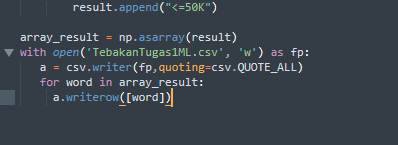 result.append("<=50K")
array_result = np.asarray(result)
with open('TebakanTugas1ML.csv', 'w') as fp:
a = csv.writer(fp,quoting=csv.QUOTE_ALL)
for word in array_result:
a.writerow([word])